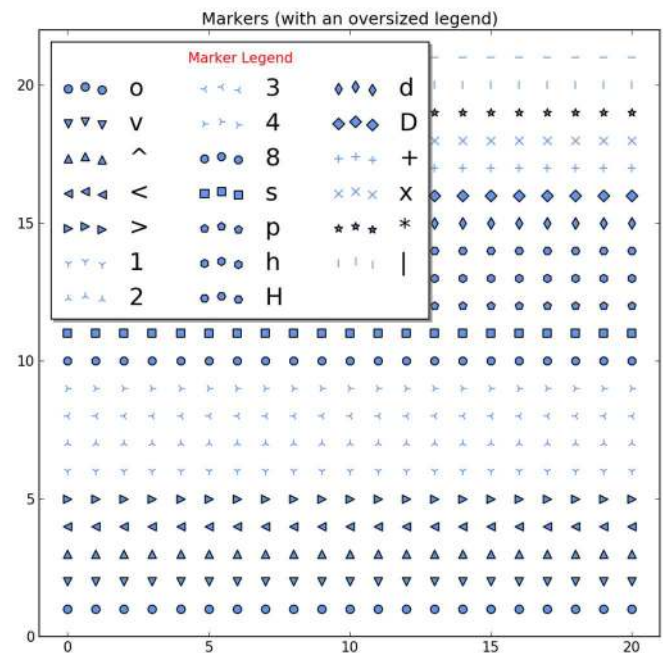 Markers (with an oversized legend)
Marker Legend
o 3 d
v 4 D
^ 8 +
< s x
> p *
1 h |
2 H
20
15
10
5
0
0 5 10 15 20